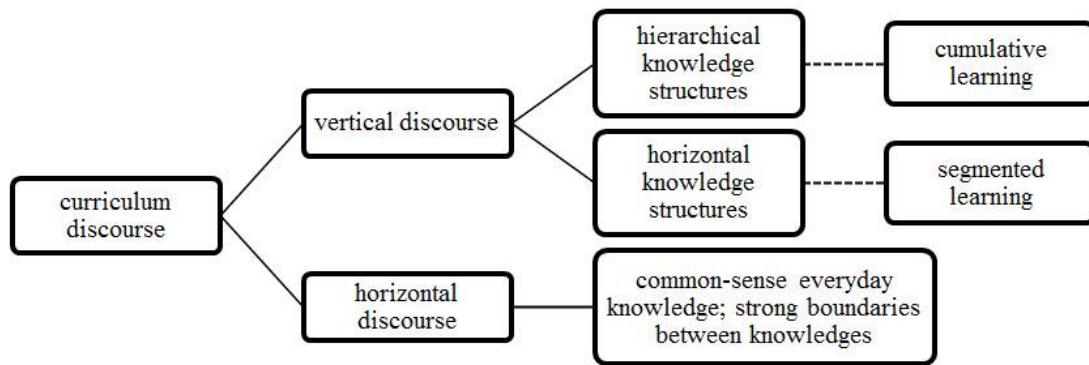 curriculum
discourse
vertical discourse
horizontal
discourse
hierarchical
knowledge
structures
horizontal
knowledge
structures
common-sense everyday
knowledge; strong boundaries
between knowledges
cumulative
learning
segmented
learning